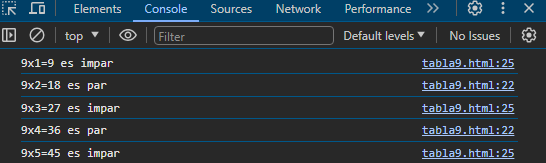 Elements Console Sources Network Performance »
top Filter Default levels No Issues
9x1=9 es impar tabla9.html:25
9x2=18 es par tabla9.html:22
9x3=27 es impar tabla9.html:25
9x4=36 es par tabla9.html:22
9x5=45 es impar tabla9.html:25